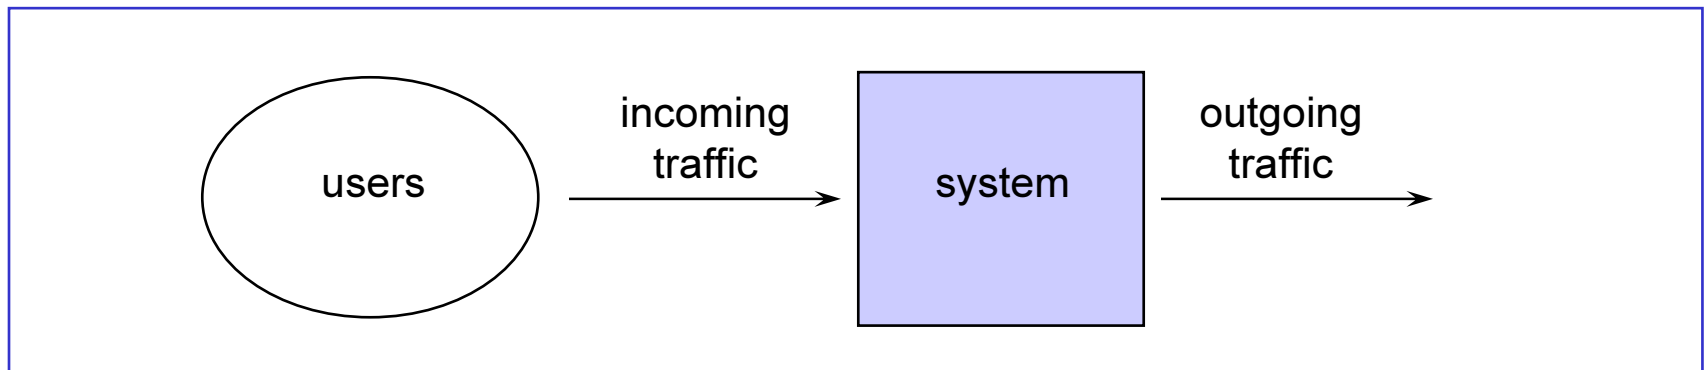 users
incoming
traffic
system
outgoing
traffic